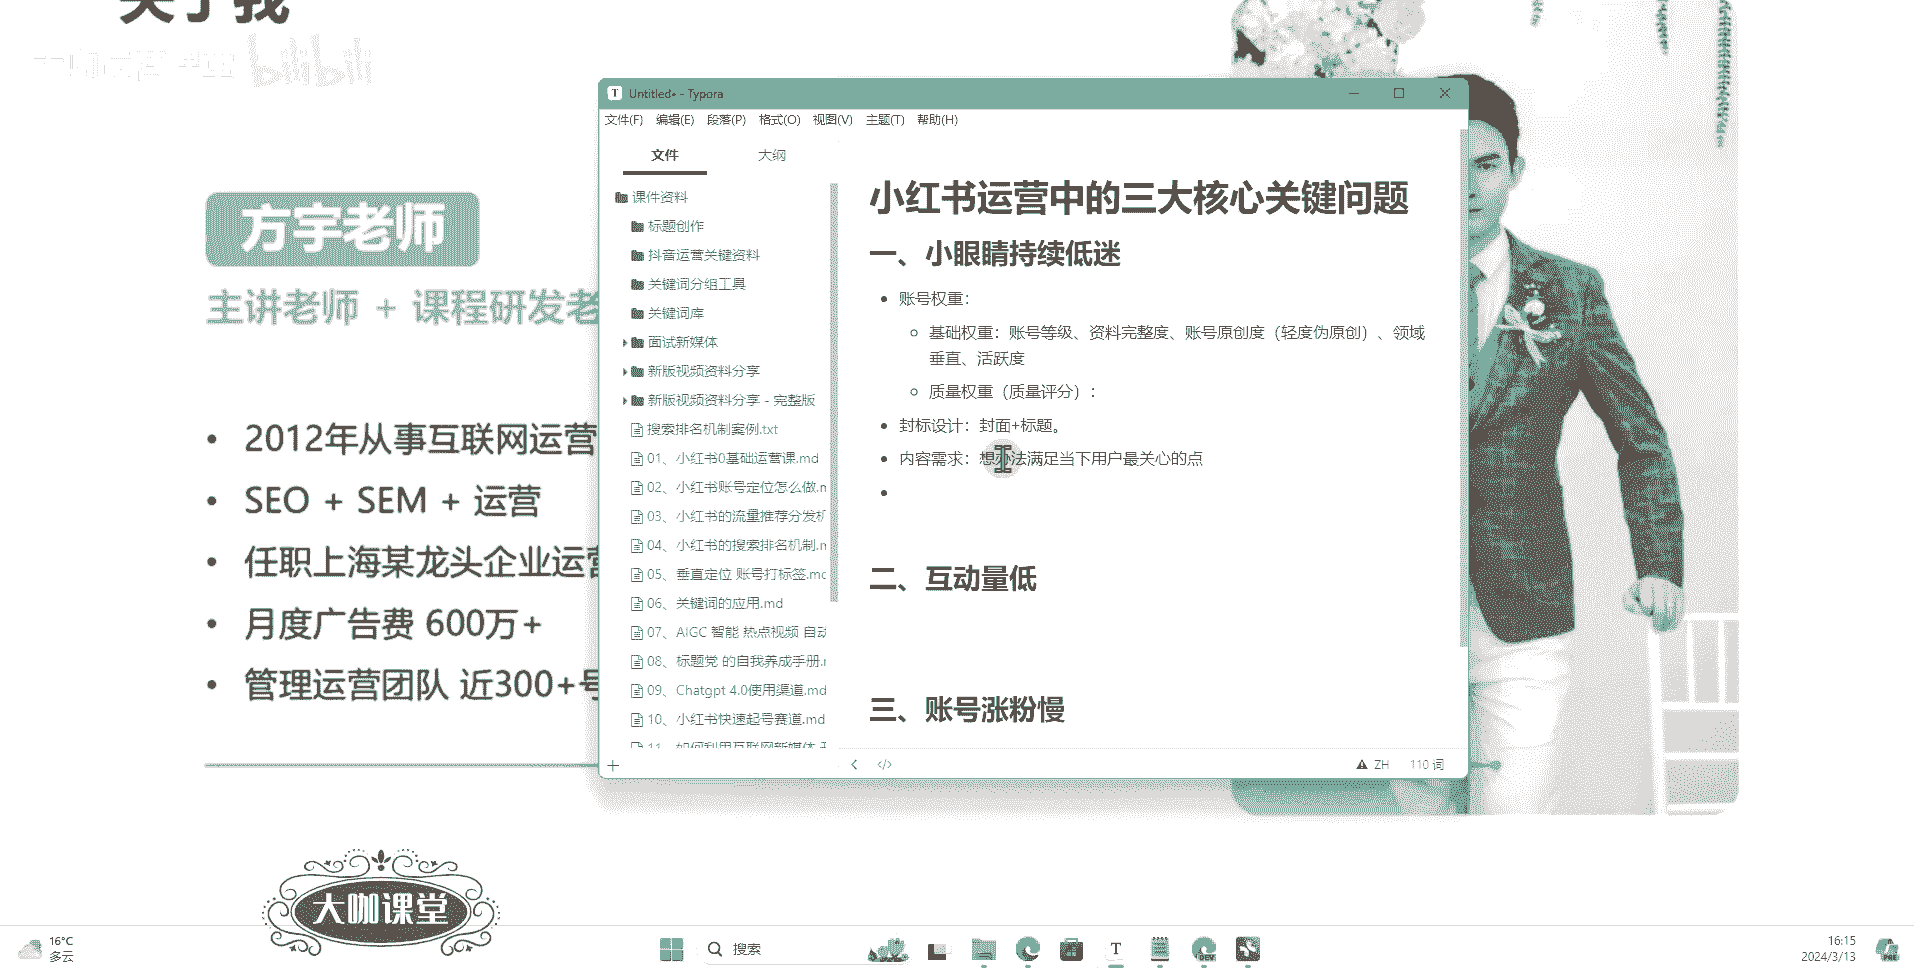 关于我
bilibili
方宇老师
主讲老师 + 课程研发老
2012年从事互联网运营
SEO + SEM + 运营
任职上海某龙头企业运营
月度广告费 600万+
管理运营团队 近300+号
大咖课堂
Untitled• - Typora
文件(F) 编辑(E) 段落(P) 格式(O) 视图(V) 主题(T) 帮助(H)
文件 大纲
课件资料
标题创作
抖音运营关键资料
关键词分组工具
关键词库
面试新媒体
新版视频资料分享
新版视频资料分享 - 完整版
搜索排名机制案例.txt
01、小红书0基础运营课.md
02、小红书账号定位怎么做.m
03、小红书的流量推荐分发机
04、小红书的搜索排名机制.m
05、垂直定位 账号打标签.md
06、关键词的应用.md
07、AIGC 智能 热点视频 自动
08、标题党 的自我养成手册.m
09、Chatgpt 4.0使用渠道.md
10、小红书快速起号赛道.md
11、如何利用互联网新媒体
小红书运营中的三大核心关键问题
一、小眼睛持续低迷
账号权重：
基础权重：账号等级、资料完整度、账号原创度（轻度伪原创）、领域
垂直、活跃度
质量权重（质量评分）：
封标设计：封面+标题。
内容需求：想办法满足当下用户最关心的点
二、互动量低
三、账号涨粉慢
ZH 110 词
16°C
多云
搜索
T
DEV
16:15
2024/3/13
PRE